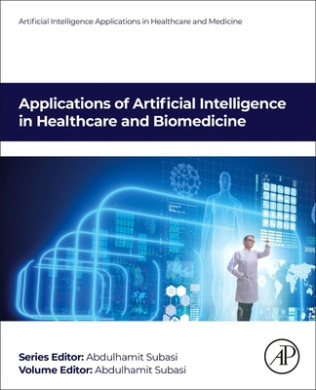 Artificial Intelligence Applications in Healthcare and Medicine
Applications of Artificial Intelligence
in Healthcare and Biomedicine
Series Editor: Abdulhamit Subasi
Volume Editor: Abdulhamit Subasi
AP